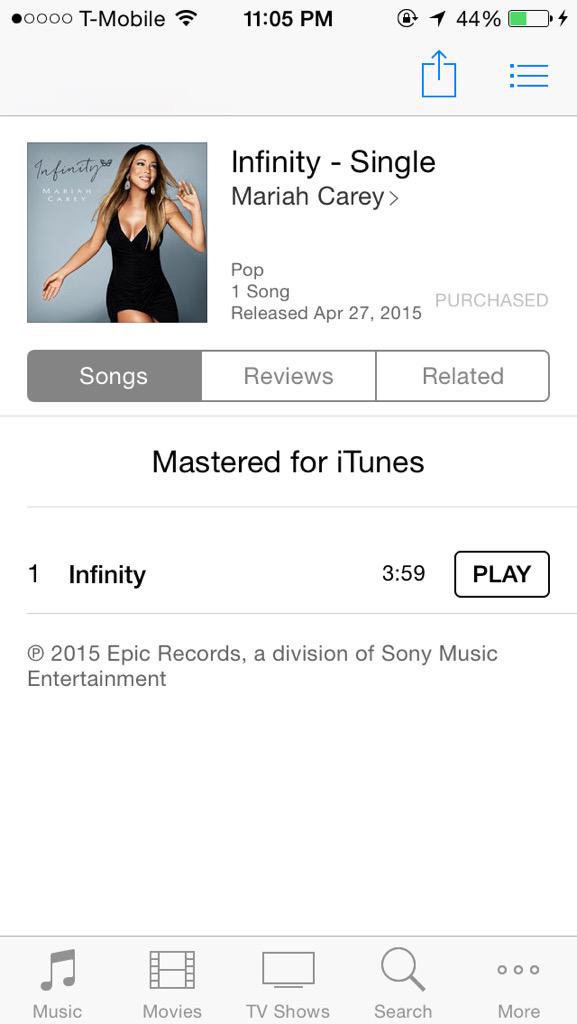 T-Mobile 11:05 PM 44%
Infinity
MARIAH
CAREY
Infinity - Single
Mariah Carey >
Pop
1 Song
Released Apr 27, 2015
PURCHASED
Songs Reviews Related
Mastered for iTunes
1 Infinity 3:59 PLAY
℗ 2015 Epic Records, a division of Sony Music
Entertainment
Music Movies TV Shows Search More